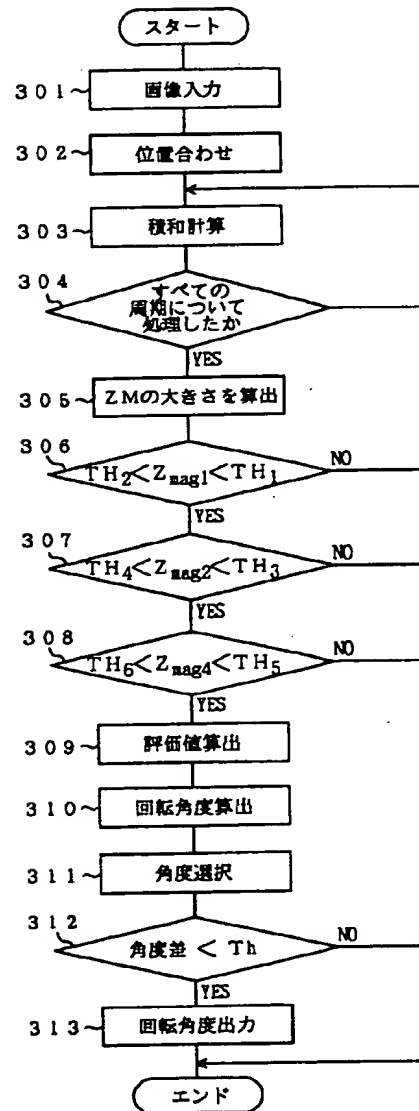 スタート
301
画像入力
302
位置合わせ
303
積和計算
304
すべての
周期について
処理したか
YES
305
ZMの大きさを算出
306
TH2<Zmag1<TH1
NO
YES
307
TH4<Zmag2<TH3
NO
YES
308
TH6<Zmag4<TH5
NO
YES
309
評価値算出
310
回転角度算出
311
角度選択
312
角度差 < Th
NO
YES
313
回転角度出力
エンド